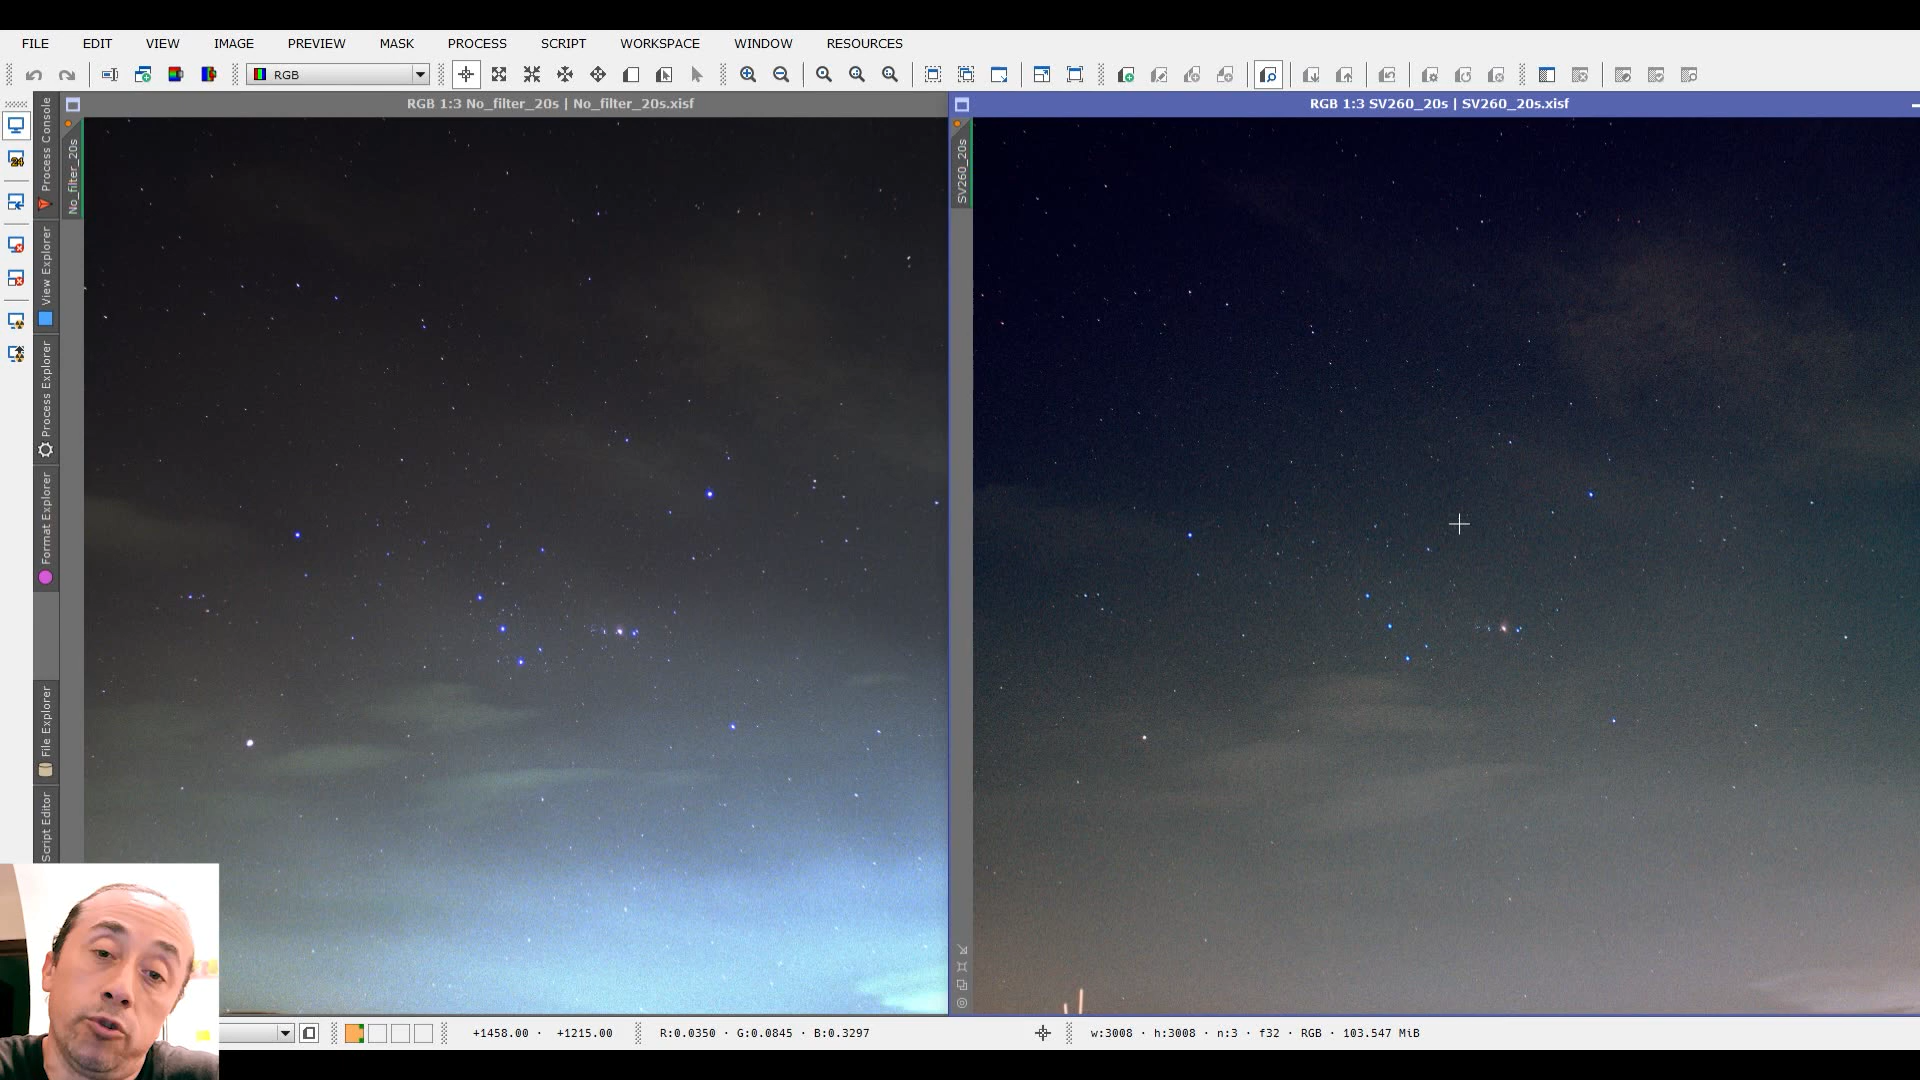 FILE EDIT VIEW IMAGE PREVIEW MASK PROCESS SCRIPT WORKSPACE WINDOW RESOURCES
RGB
RGB 1:3 No_filter_20s | No_filter_20s.xisf
RGB 1:3 SV260_20s | SV260_20s.xisf
24
Process Console
View Explorer
Process Explorer
Format Explorer
File Explorer
Script Editor
No_filter_20s
SV260_20s
+1458.00 · +1215.00
R:0.0350 · G:0.0845 · B:0.3297
w:3008 · h:3008 · n:3 · f32 · RGB · 103.547 MiB